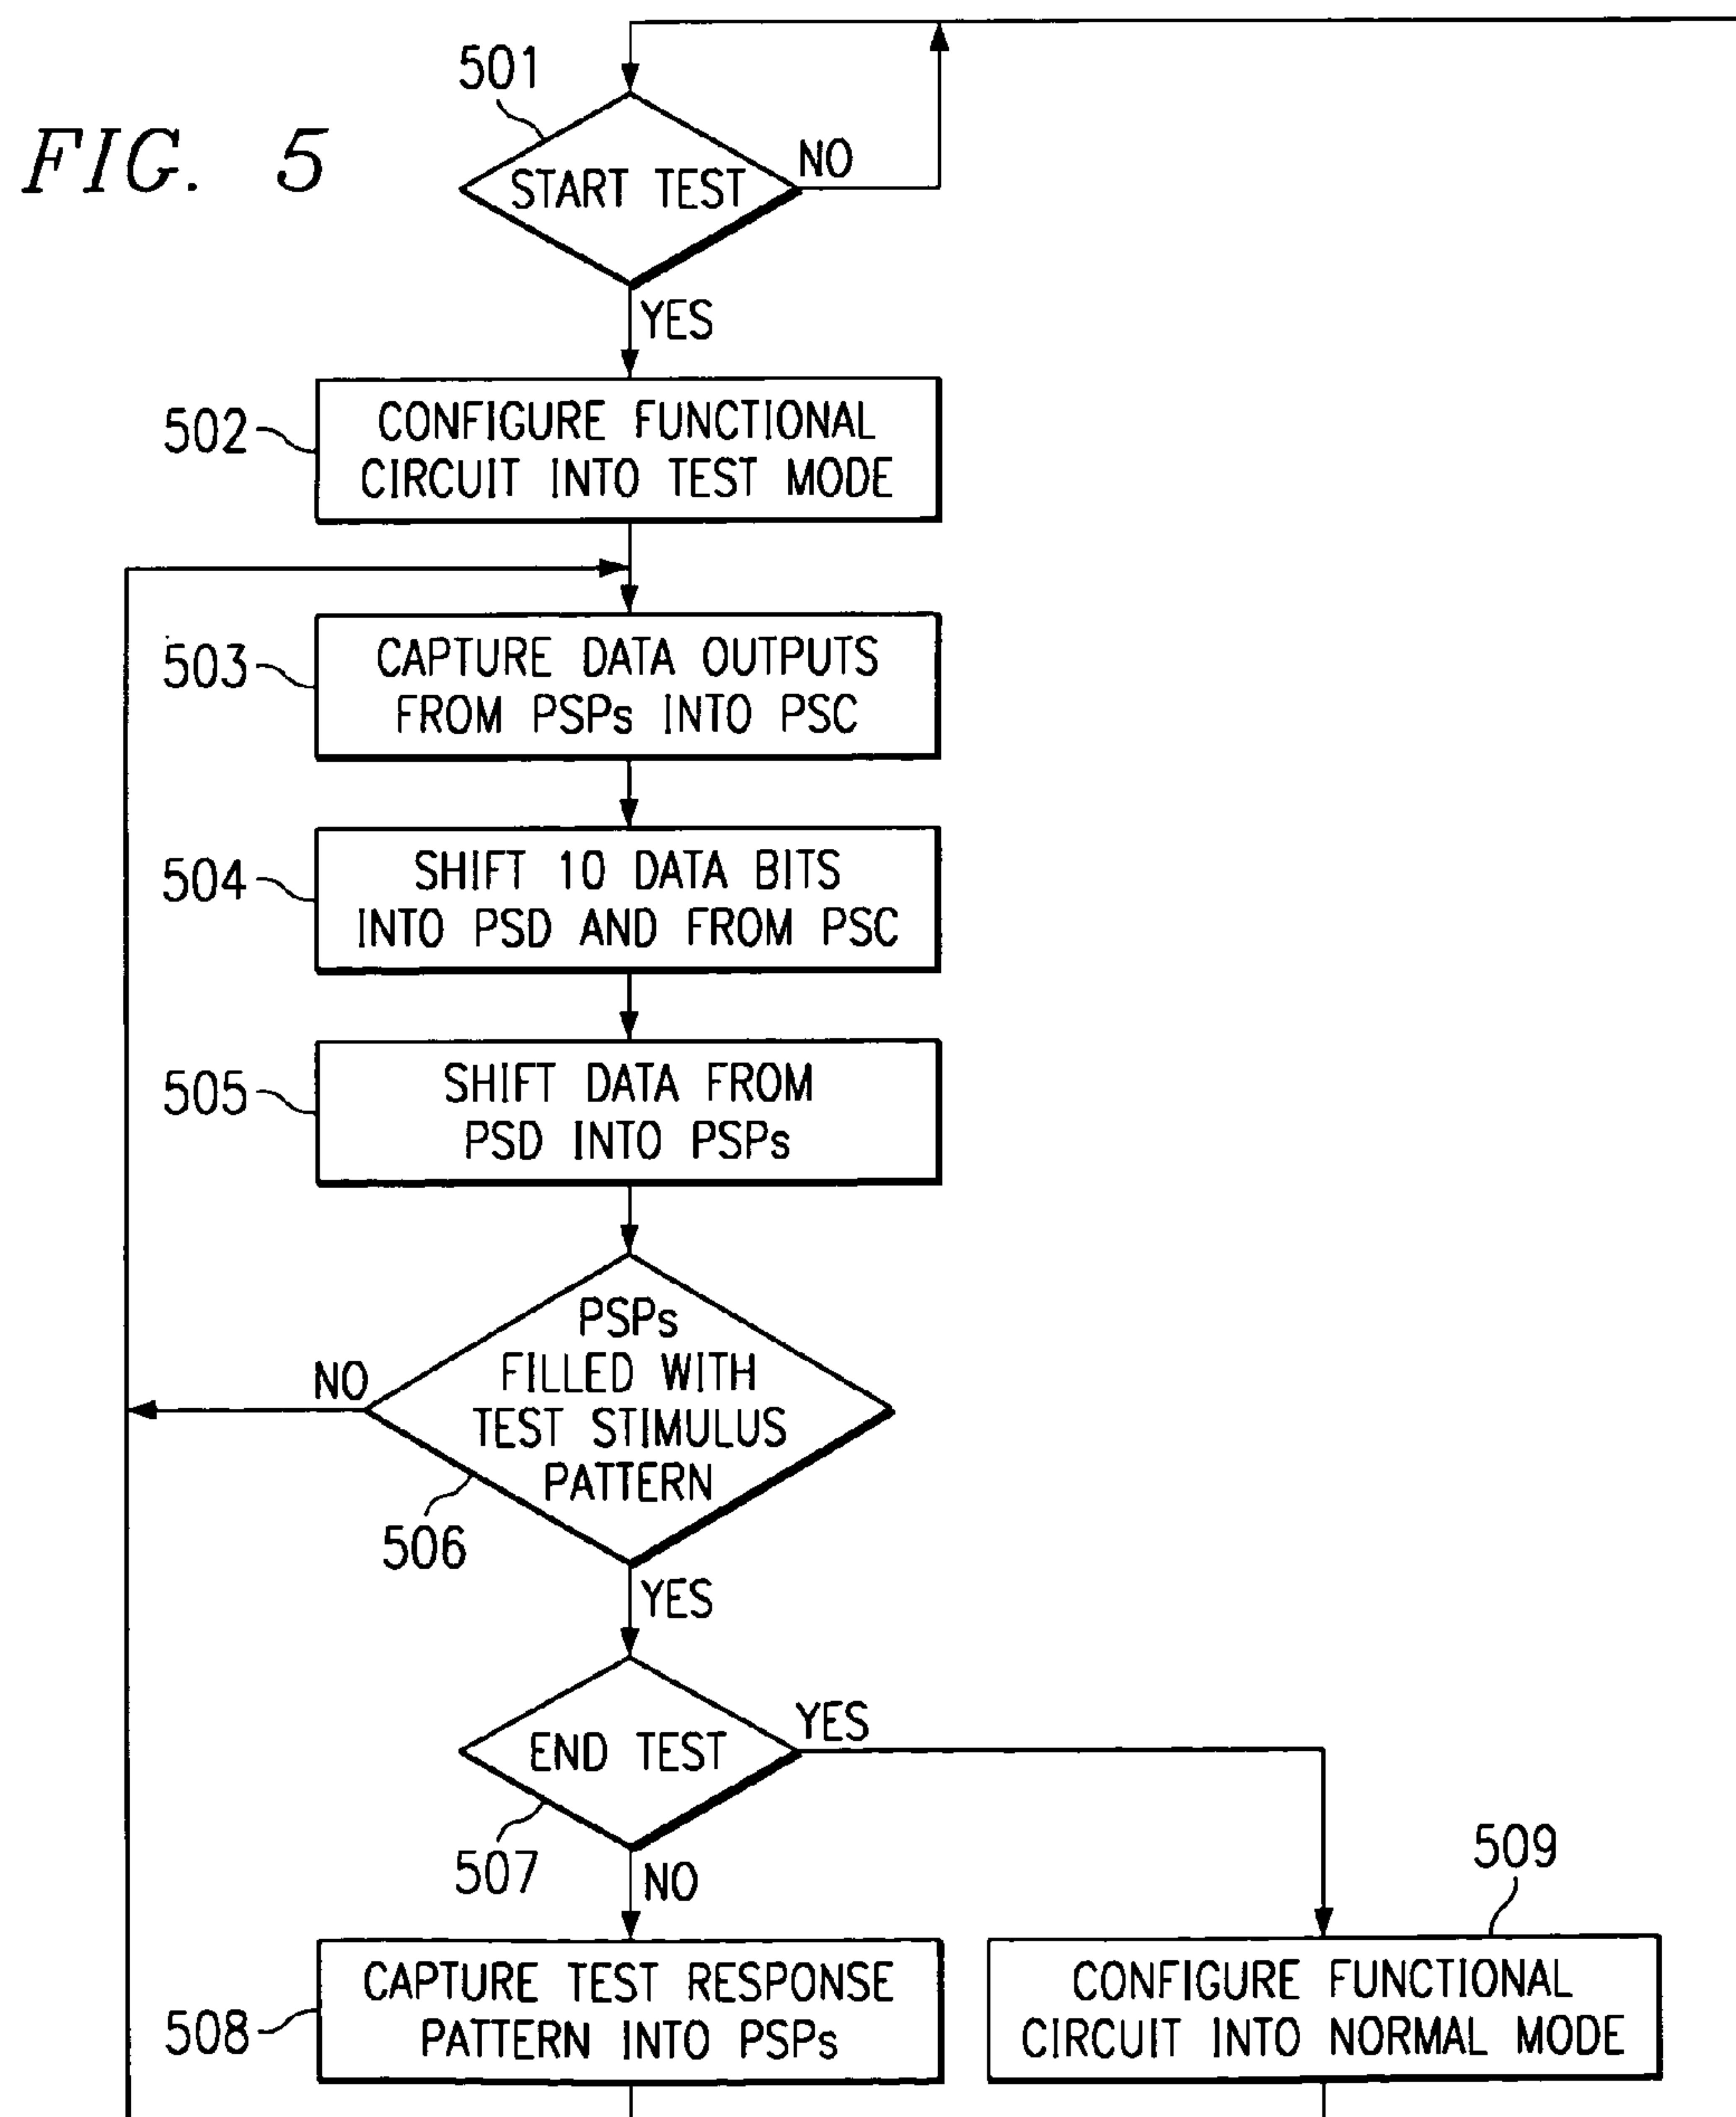 FIG. 5
501
START TEST
NO
YES
502
CONFIGURE FUNCTIONAL
CIRCUIT INTO TEST MODE
503
CAPTURE DATA OUTPUTS
FROM PSPs INTO PSC
504
SHIFT 10 DATA BITS
INTO PSD AND FROM PSC
505
SHIFT DATA FROM
PSD INTO PSPs
PSPs
FILLED WITH
TEST STIMULUS
PATTERN
NO
506
YES
END TEST
YES
507
NO
508
CAPTURE TEST RESPONSE
PATTERN INTO PSPs
509
CONFIGURE FUNCTIONAL
CIRCUIT INTO NORMAL MODE